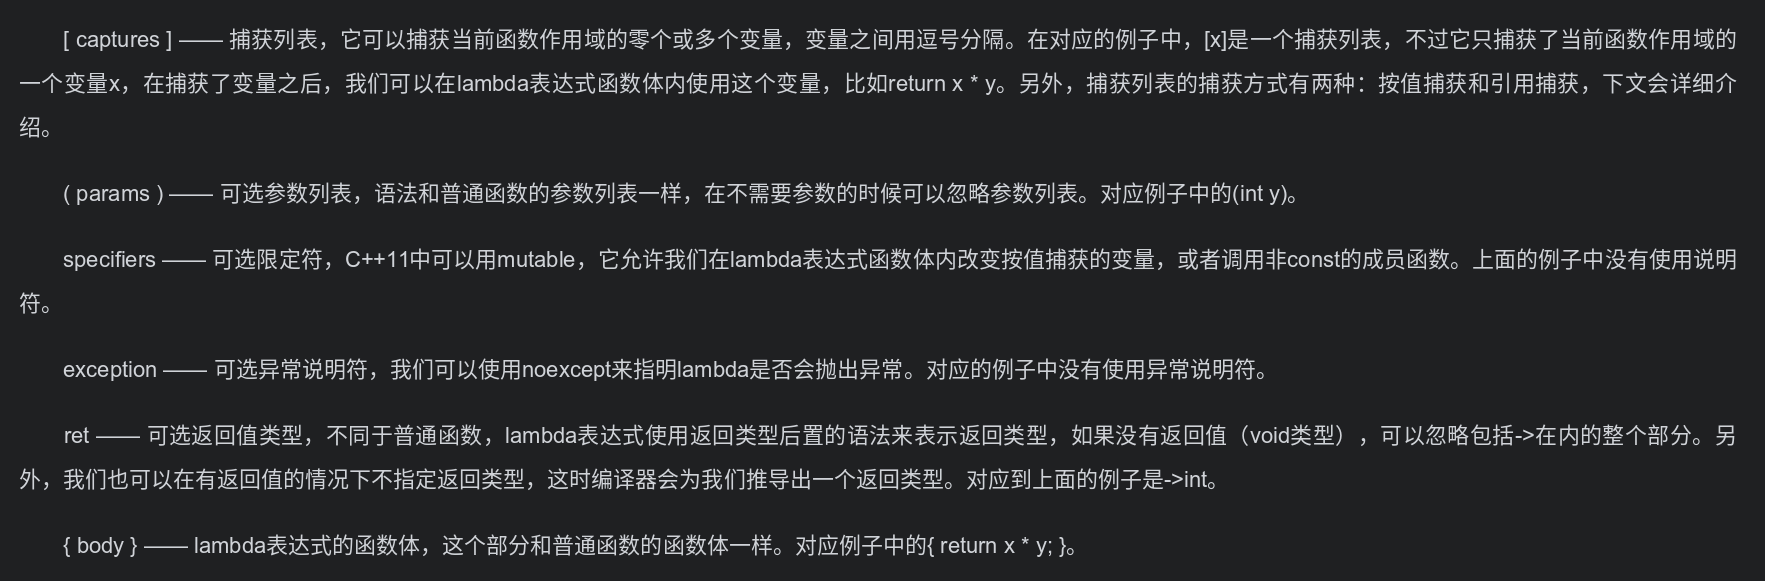 [ captures ] —— 捕获列表，它可以捕获当前函数作用域的零个或多个变量，变量之间用逗号分隔。在对应的例子中，[x]是一个捕获列表，不过它只捕获了当前函数作用域的
一个变量x，在捕获了变量之后，我们可以在lambda表达式函数体内使用这个变量，比如return x * y。另外，捕获列表的捕获方式有两种：按值捕获和引用捕获，下文会详细介
绍。
( params ) —— 可选参数列表，语法和普通函数的参数列表一样，在不需要参数的时候可以忽略参数列表。对应例子中的(int y)。
specifiers —— 可选限定符，C++11中可以用mutable，它允许我们在lambda表达式函数体内改变按值捕获的变量，或者调用非const的成员函数。上面的例子中没有使用说明
符。
exception —— 可选异常说明符，我们可以使用noexcept来指明lambda是否会抛出异常。对应的例子中没有使用异常说明符。
ret —— 可选返回值类型，不同于普通函数，lambda表达式使用返回类型后置的语法来表示返回类型，如果没有返回值（void类型），可以忽略包括->在内的整个部分。另
外，我们也可以在有返回值的情况下不指定返回类型，这时编译器会为我们推导出一个返回类型。对应到上面的例子是->int。
{ body } —— lambda表达式的函数体，这个部分和普通函数的函数体一样。对应例子中的{ return x * y; }。